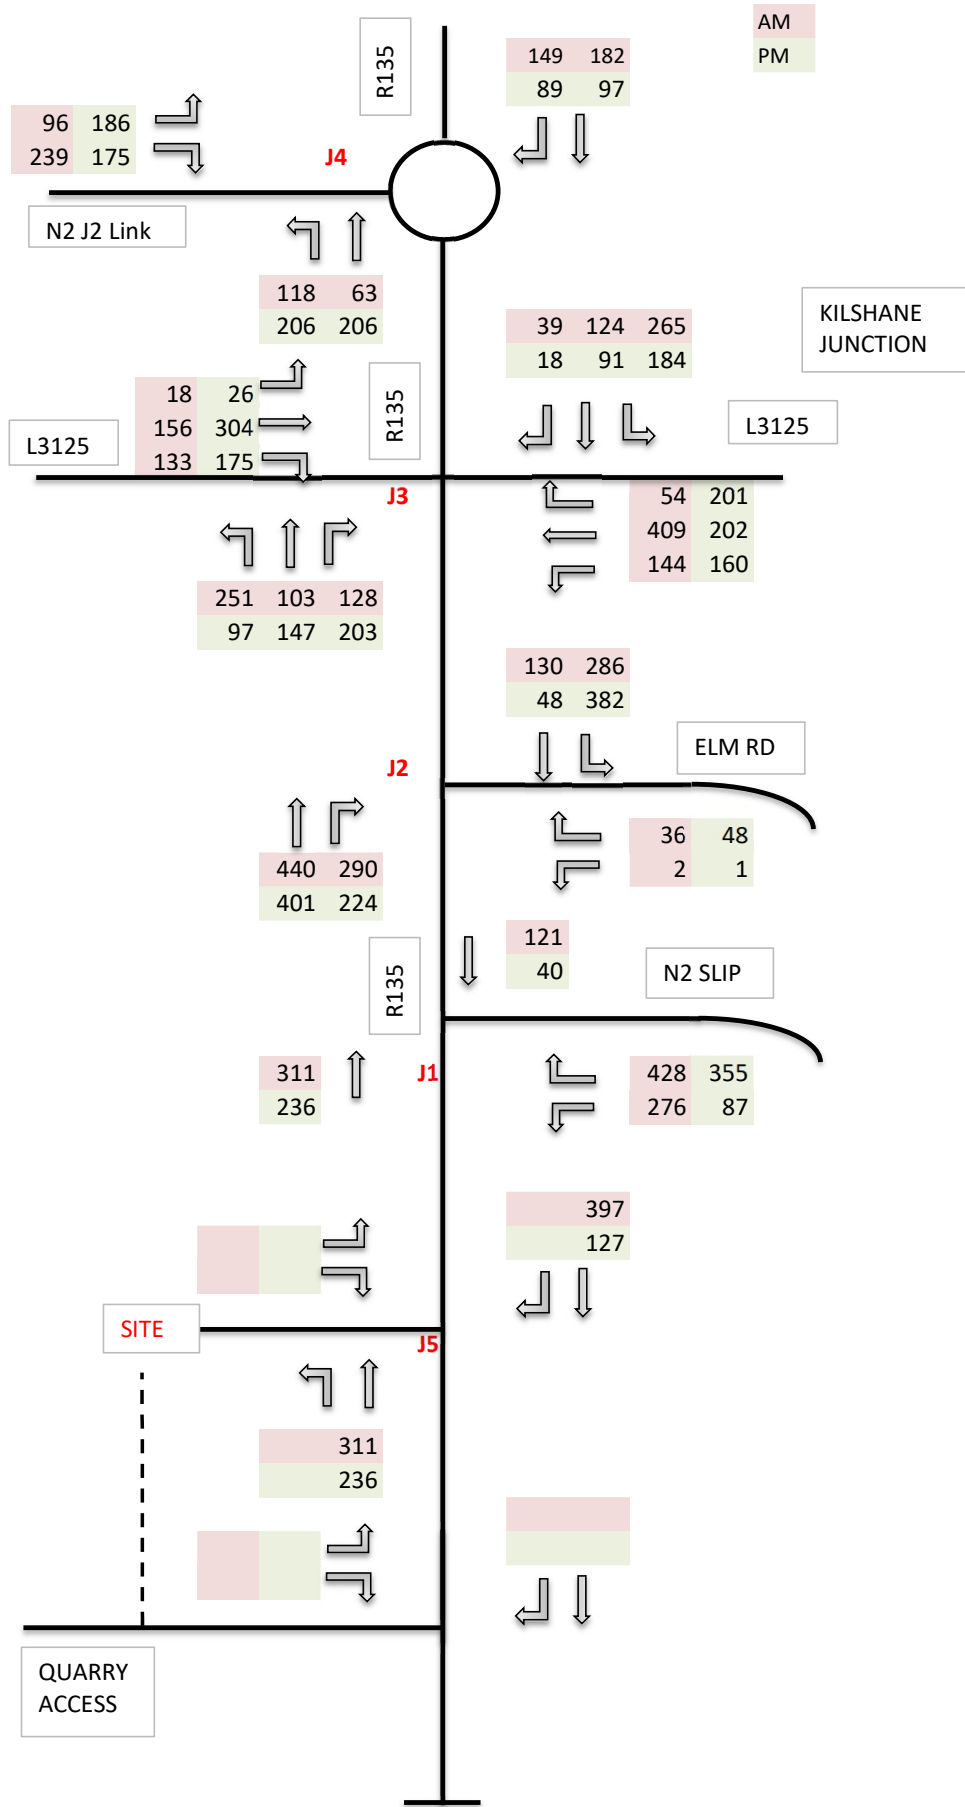 AM
PM
R135
149 182
89 97
96 186
239 175
J4
N2 J2 Link
118 63
206 206
KILSHANE
JUNCTION
39 124 265
18 91 184
R135
18 26
156 304
133 175
L3125
L3125
J3
54 201
409 202
144 160
251 103 128
97 147 203
130 286
48 382
ELM RD
J2
36 48
2 1
440 290
401 224
121
40
R135
N2 SLIP
311
236
J1
428 355
276 87
397
127
SITE
J5
311
236
QUARRY
ACCESS